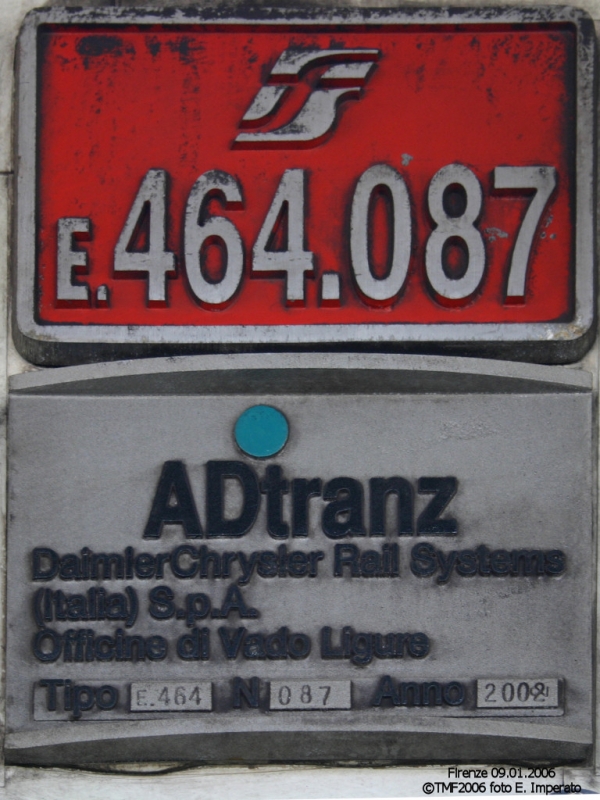 E.464.087
ADtranz
DaimlerChrysler Rail Systems
(Italia) S.p.A.
Officine di Vado Ligure
Tipo E.464 N 087 Anno 2002
Firenze 09.01.2006
©TMF2006 foto E. Imperato